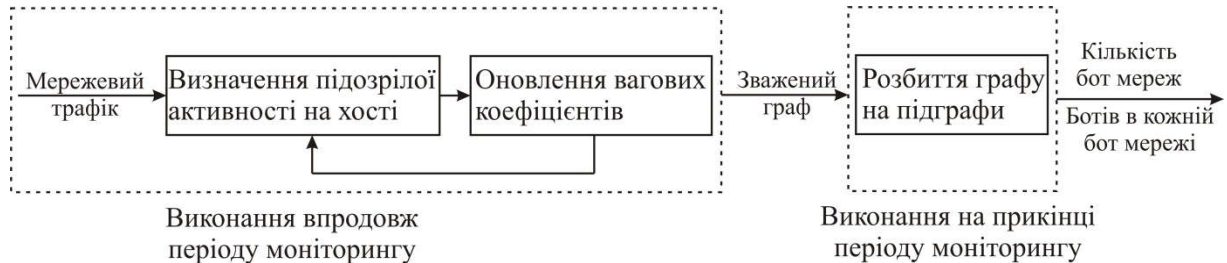 Мережевий
трафік
Визначення підозрілої
активності на хості
Оновлення вагових
коефіцієнтів
Зважений
граф
Розбиття графу
на підграфи
Кількість
бот мереж
Ботів в кожній
бот мережі
Виконання впродовж
періоду моніторингу
Виконання на прикінці
періоду моніторингу